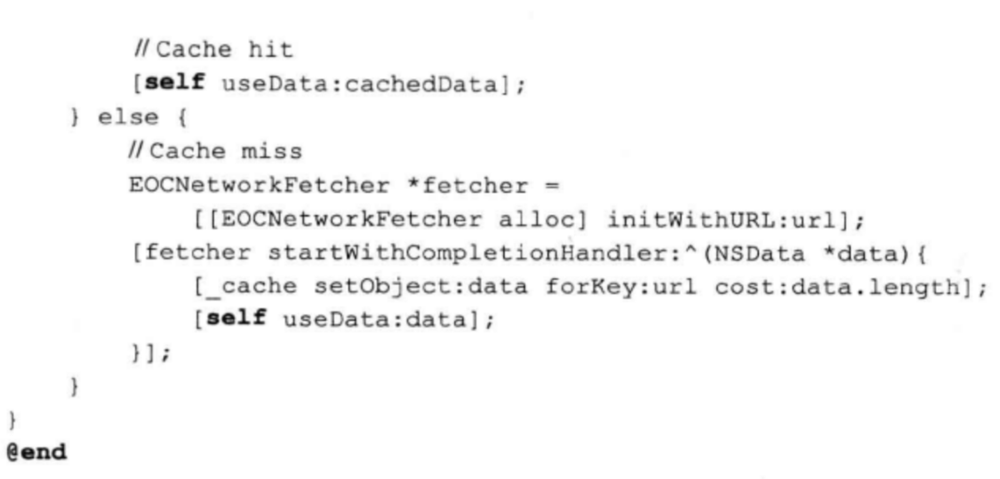 // Cache hit
[self useData:cachedData];
} else {
// Cache miss
EOCNetworkFetcher *fetcher =
[[EOCNetworkFetcher alloc] initWithURL:url];
[fetcher startWithCompletionHandler:^(NSData *data){
[_cache setObject:data forKey:url cost:data.length];
[self useData:data];
}];
}
}
@end